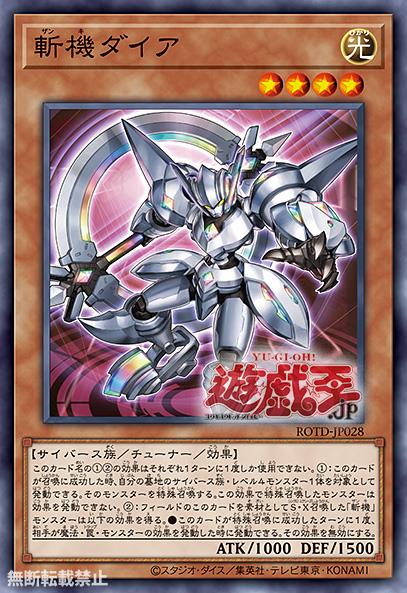 ザン キ
斬機ダイア
ひかり
光
YU-GI-OH!
遊戯王
.JP
ROTD-JP028
【サイバース族／チューナー／効果】
このカード名の①②の効果はそれぞれ1ターンに1度しか使用できない。①：このカード
が召喚に成功した時、自分の墓地のサイバース族・レベル4モンスター1体を対象として
発動できる。そのモンスターを特殊召喚する。この効果で特殊召喚したモンスターは
効果を発動できない。②：フィールドのこのカードを素材としてS・X召喚した「斬機」
モンスターは以下の効果を得る。●このカードが特殊召喚に成功したターンに1度、
相手が魔法・罠・モンスターの効果を発動した時に発動できる。その効果を無効にする。
ATK/1000 DEF/1500
無断転載禁止
©スタジオ・ダイス／集英社・テレビ東京・KONAMI